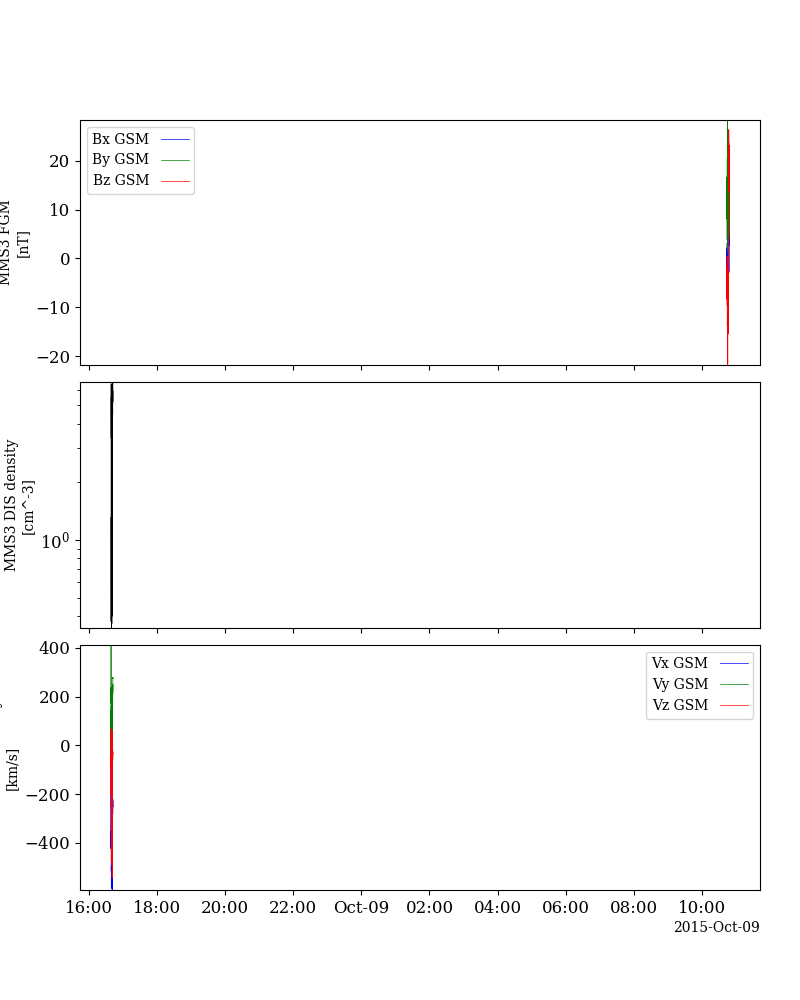 Bx GSM
By GSM
Bz GSM
MMS3 FGM
[nT]
20
10
0
−10
−20
MMS3 DIS density
[cm^-3]
10^0
Vx GSM
Vy GSM
Vz GSM
[km/s]
400
200
0
−200
−400
16:00 18:00 20:00 22:00 Oct-09 02:00 04:00 06:00 08:00 10:00
2015-Oct-09